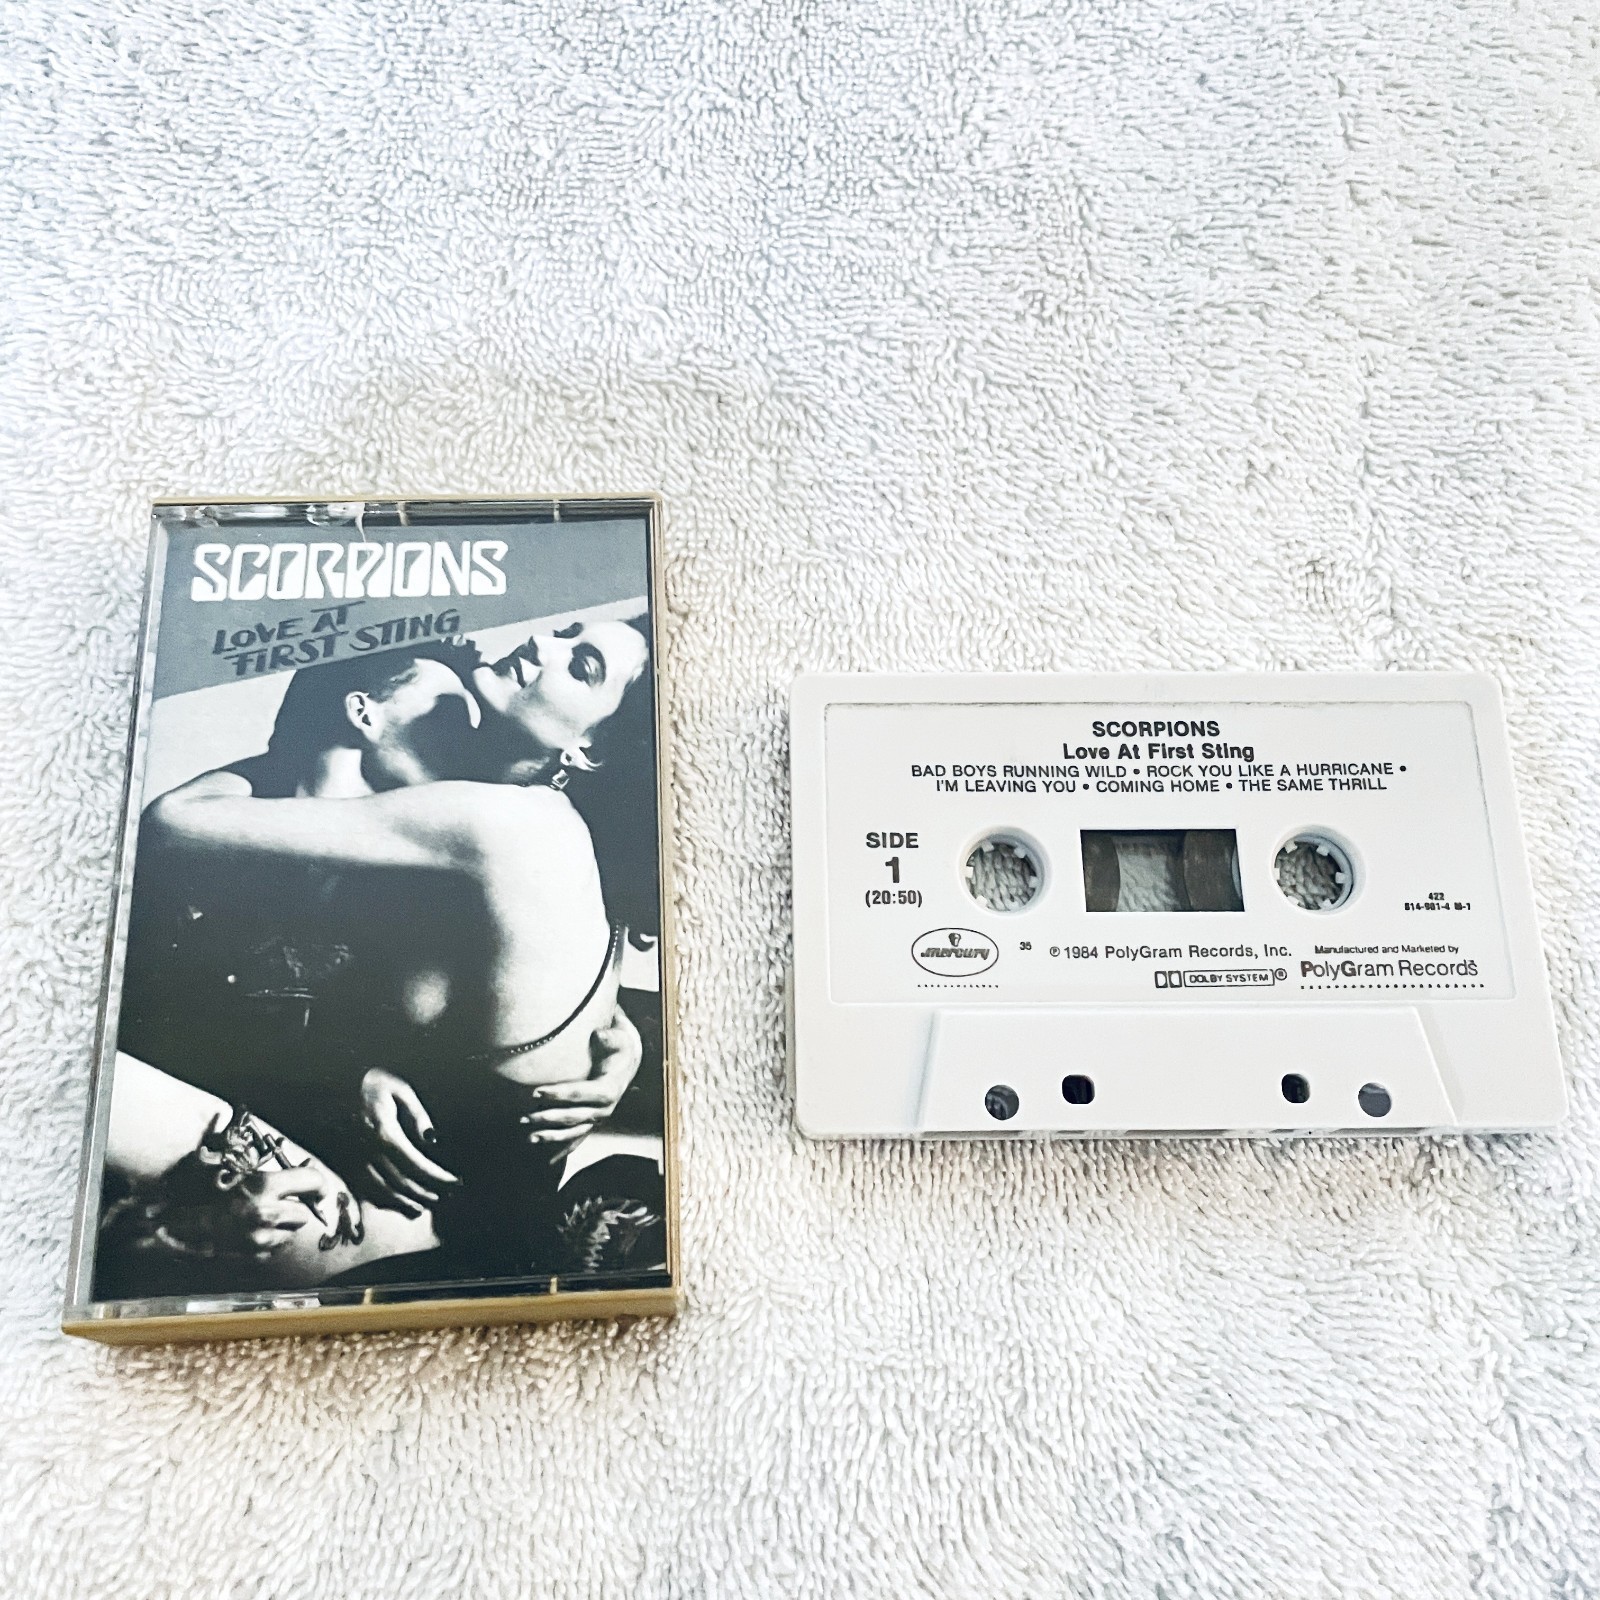 SCORPIONS
LOVE AT
FIRST STING
SCORPIONS
Love At First Sting
BAD BOYS RUNNING WILD • ROCK YOU LIKE A HURRICANE •
I'M LEAVING YOU • COMING HOME • THE SAME THRILL
SIDE
1
(20:50)
422
814-981-4 M-1
mercury
35
℗ 1984 PolyGram Records, Inc.
DOLBY SYSTEM ®
Manufactured and Marketed by
PolyGram Records